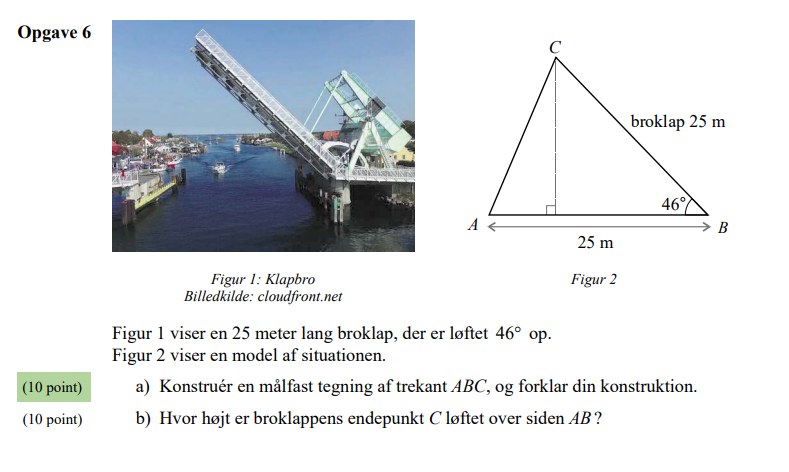 Opgave 6
C
broklap 25 m
46°
A
B
25 m
Figur 1: Klapbro
Billedkilde: cloudfront.net
Figur 2
Figur 1 viser en 25 meter lang broklap, der er løftet 46° op.
Figur 2 viser en model af situationen.
(10 point) a) Konstruér en målfast tegning af trekant ABC, og forklar din konstruktion.
(10 point) b) Hvor højt er broklappens endepunkt C løftet over siden AB?